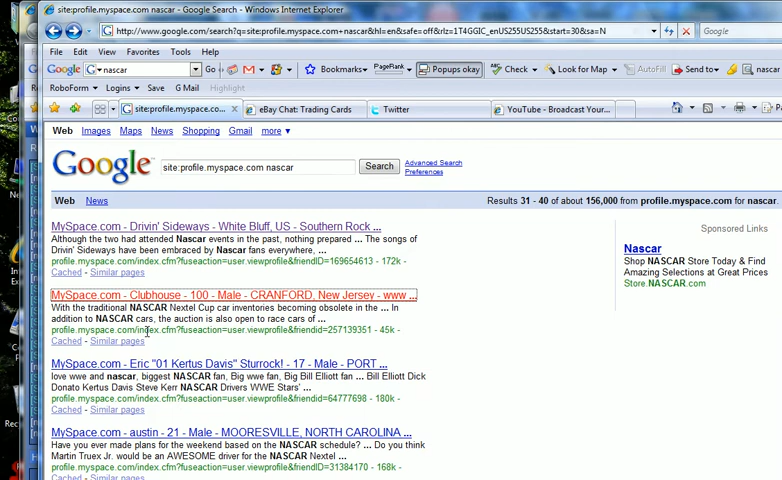 site:profile.myspace.com nascar - Google Search - Windows Internet Explorer
http://www.google.com/search?q=site:profile.myspace.com+nascar&hl=en&safe=off&rlz=1T4GGIC_enUS255US255&start=30&sa=N
Google
File Edit View Favorites Tools Help
Google nascar Go Bookmarks PageRank Popups okay Check Look for Map AutoFill Send to nascar
RoboForm Logins Save Highlight
site:profile.myspace.co... eBay Chat: Trading Cards Twitter YouTube - Broadcast Your...
Web Images Maps News Shopping Gmail more
Google site:profile.myspace.com nascar Search Advanced Search
Preferences
Web News Results 31 - 40 of about 156,000 from profile.myspace.com for nascar.
MySpace.com - Drivin' Sideways - White Bluff, US - Southern Rock ...
Although the two had attended Nascar events in the past, nothing prepared ... The songs of
Drivin' Sideways have been embraced by Nascar fans everywhere, ...
profile.myspace.com/index.cfm?fuseaction=user.viewprofile&friendID=169654613 - 172k -
Cached - Similar pages
MySpace.com - Clubhouse - 100 - Male - CRANFORD, New Jersey - www ...
With the traditional NASCAR Nextel Cup car inventories becoming obsolete in the ... In
addition to NASCAR cars, the auction is also open to race cars of ...
profile.myspace.com/index.cfm?fuseaction=user.viewprofile&friendid=257139351 - 45k -
Cached - Similar pages
MySpace.com - Eric "01 Kertus Davis" Sturrock! - 17 - Male - PORT ...
love wwe and nascar, biggest NASCAR fan, Big wwe fan, Big Bill Elliott fan ... Bill Elliott Dick
Donato Kertus Davis Steve Kerr NASCAR Drivers WWE Stars' ...
profile.myspace.com/index.cfm?fuseaction=user.viewprofile&friendid=64777698 - 180k -
Cached - Similar pages
MySpace.com - austin - 21 - Male - MOORESVILLE, NORTH CAROLINA ...
Have you ever made plans for the weekend based on the NASCAR schedule? ... Do you think
Martin Truex Jr. would be an AWESOME driver for the NASCAR Nextel ...
profile.myspace.com/index.cfm?fuseaction=user.viewprofile&friendID=31384170 - 168k -
Cached - Similar pages
Sponsored Links
Nascar
Shop NASCAR Store Today & Find
Amazing Selections at Great Prices
Store.NASCAR.com